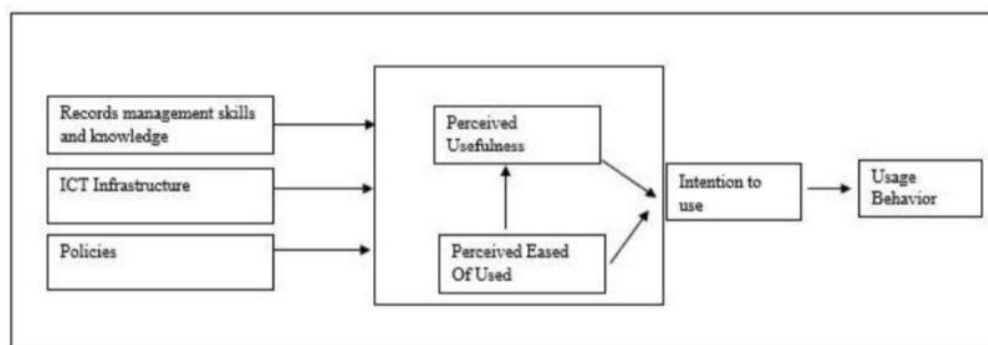 Records management skills
and knowledge
ICT Infrastructure
Policies
Perceived
Usefulness
Perceived Eased
Of Used
Intention to
use
Usage
Behavior